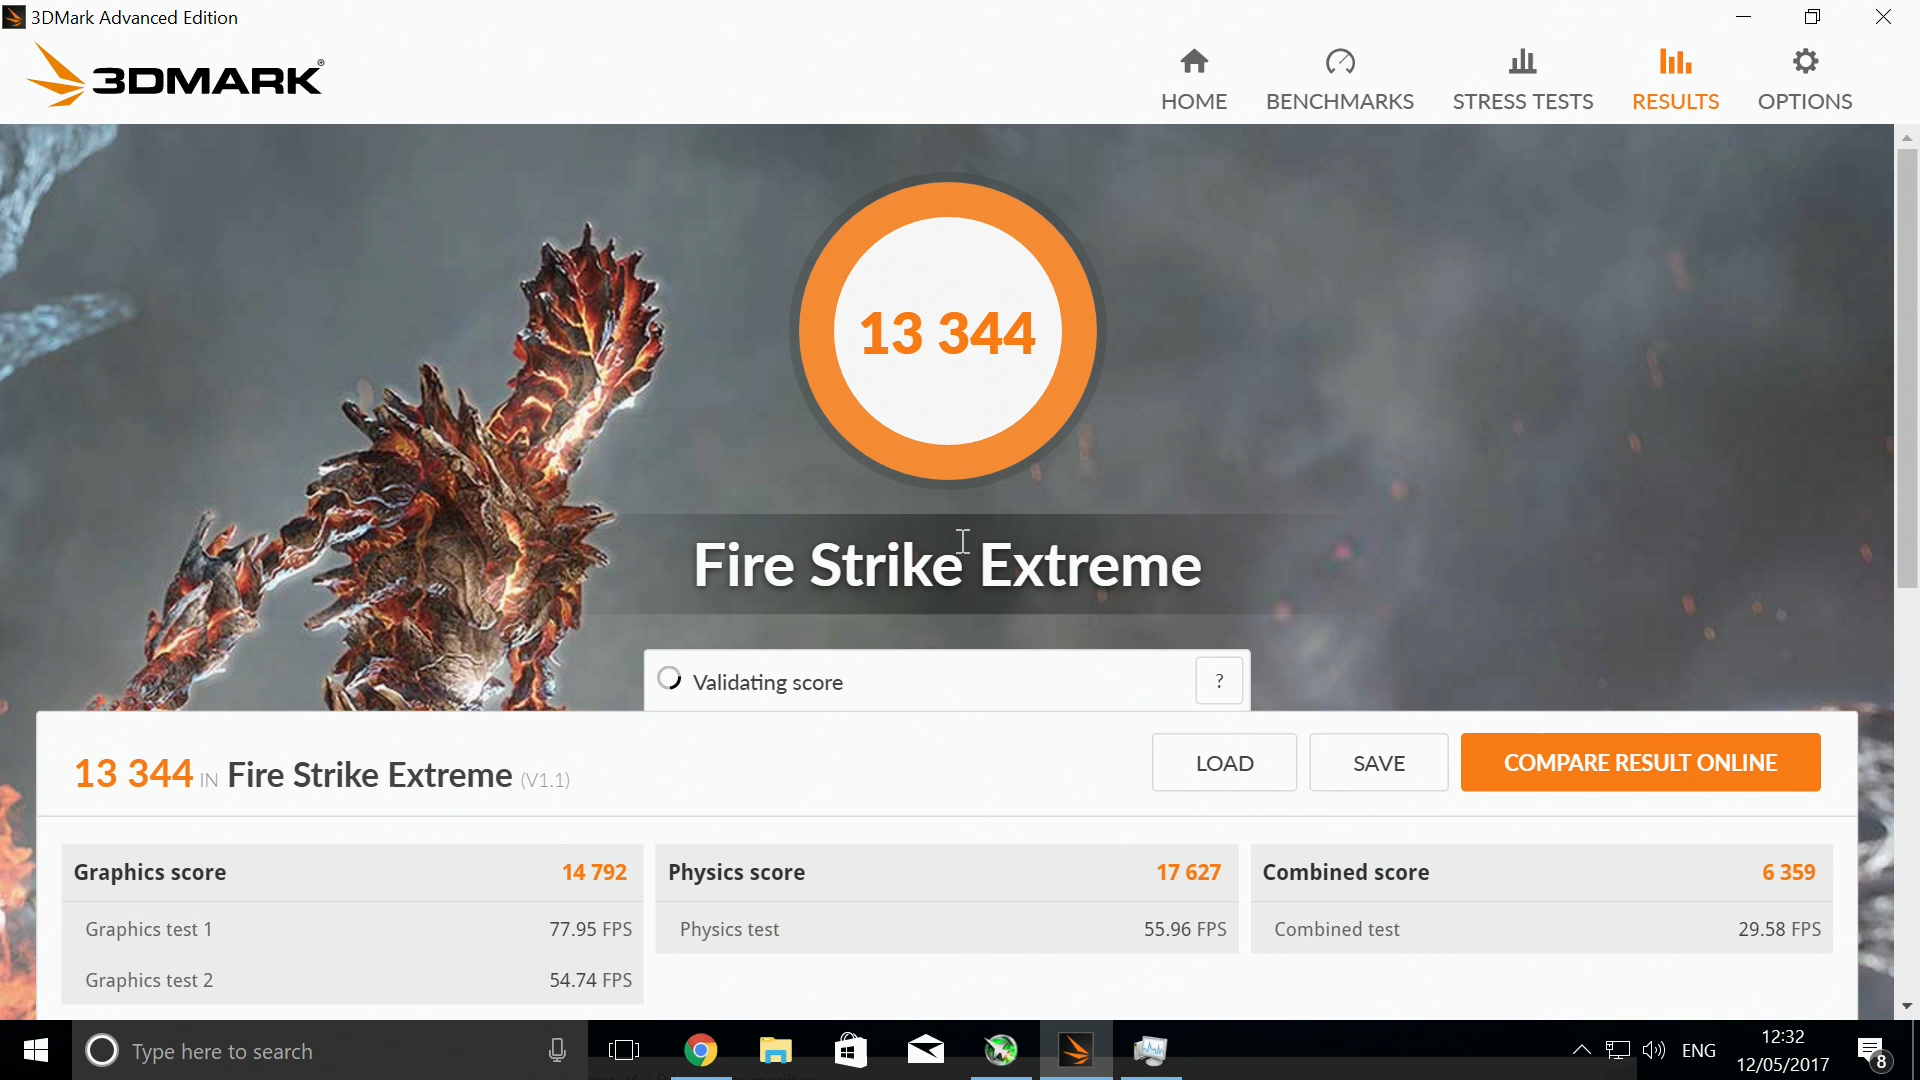 3DMark Advanced Edition
3DMARK®
HOME
BENCHMARKS
STRESS TESTS
RESULTS
OPTIONS
13 344
Fire Strike Extreme
Validating score
?
13 344 IN Fire Strike Extreme (V1.1)
LOAD
SAVE
COMPARE RESULT ONLINE
Graphics score 14 792
Graphics test 1 77.95 FPS
Graphics test 2 54.74 FPS
Physics score 17 627
Physics test 55.96 FPS
Combined score 6 359
Combined test 29.58 FPS
Type here to search
ENG
12:32
12/05/2017
8